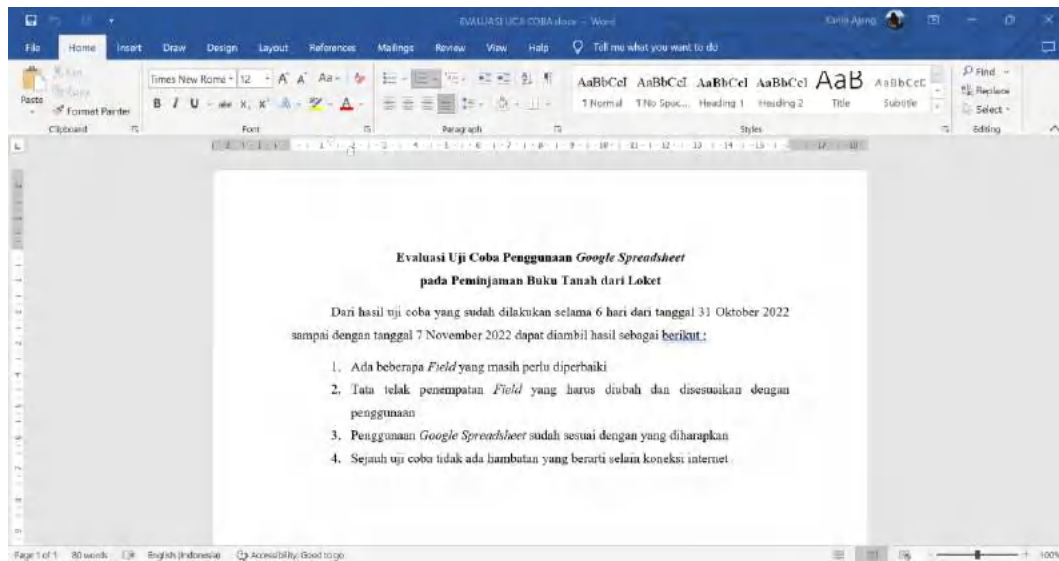 EVALUASI UJI COBA.docx - Word
File Home Insert Draw Design Layout References Mailings Review View Help Tell me what you want to do
Paste
Cut
Copy
Format Painter
Clipboard
Times New Roma 12 A A Aa
B I U abc X, X A A
Font
Paragraph
AaBbCcI AaBbCcI AaBbCcI AaBbCcI AaB AaBbCcC
1 Normal 1 No Spac... Heading 1 Heading 2 Title Subtitle
Styles
Find
Replace
Select
Editing
Evaluasi Uji Coba Penggunaan Google Spreadsheet
pada Peminjaman Buku Tanah dari Loket
Dari hasil uji coba yang sudah dilakukan selama 6 hari dari tanggal 31 Oktober 2022
sampai dengan tanggal 7 November 2022 dapat diambil hasil sebagai berikut :
1. Ada beberapa Field yang masih perlu diperbaiki
2. Tata telak penempatan Field yang harus diubah dan disesuaikan dengan
penggunaan
3. Penggunaan Google Spreadsheet sudah sesuai dengan yang diharapkan
4. Sejauh uji coba tidak ada hambatan yang berarti selain koneksi internet
Page 1 of 1 80 words English (Indonesia) Accessibility: Good to go 100%